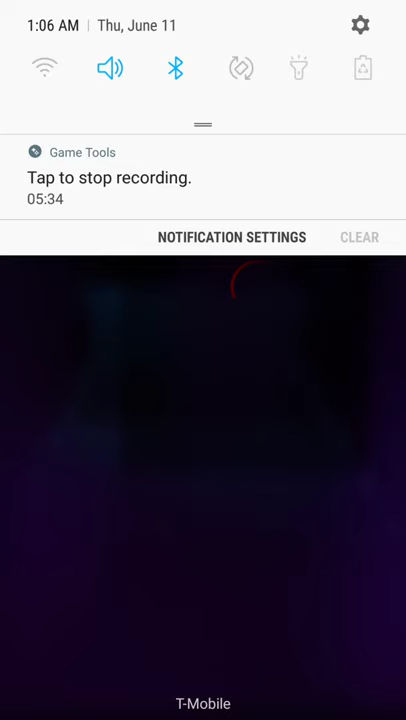 1:06 AM | Thu, June 11
Game Tools
Tap to stop recording.
05:34
NOTIFICATION SETTINGS CLEAR
T-Mobile